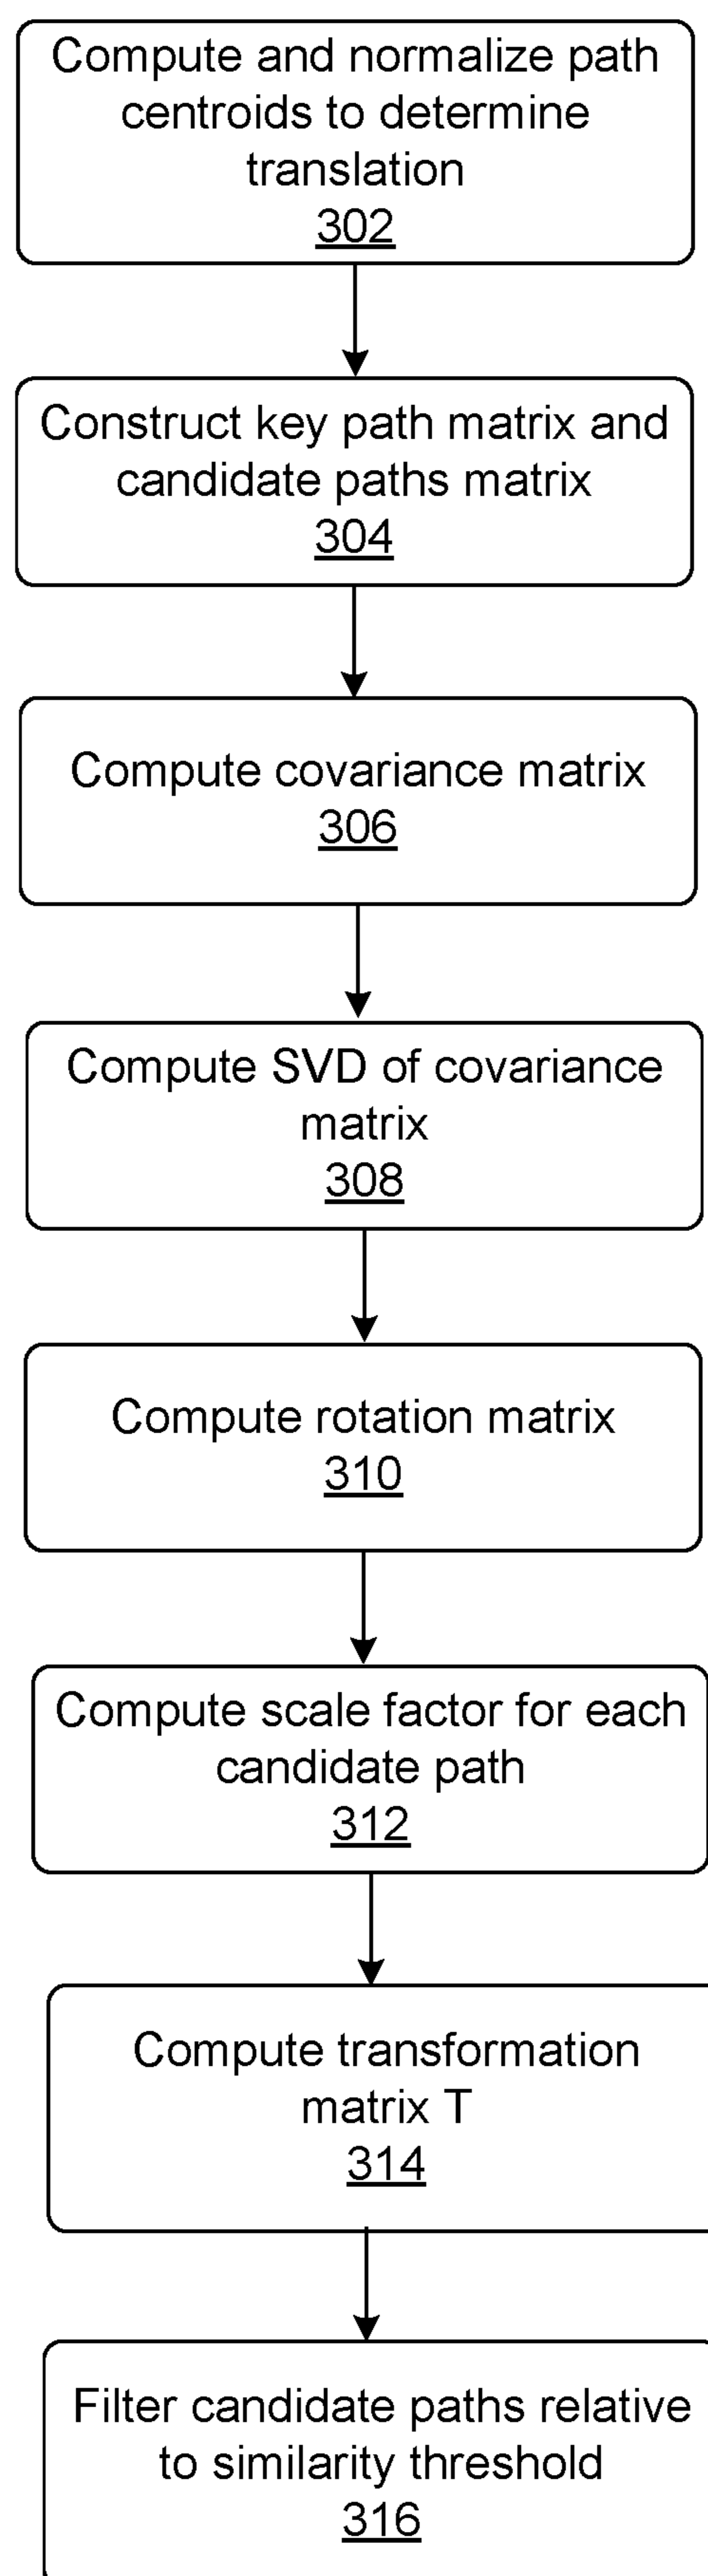 Compute and normalize path
centroids to determine
translation
302
Construct key path matrix and
candidate paths matrix
304
Compute covariance matrix
306
Compute SVD of covariance
matrix
308
Compute rotation matrix
310
Compute scale factor for each
candidate path
312
Compute transformation
matrix T
314
Filter candidate paths relative
to similarity threshold
316